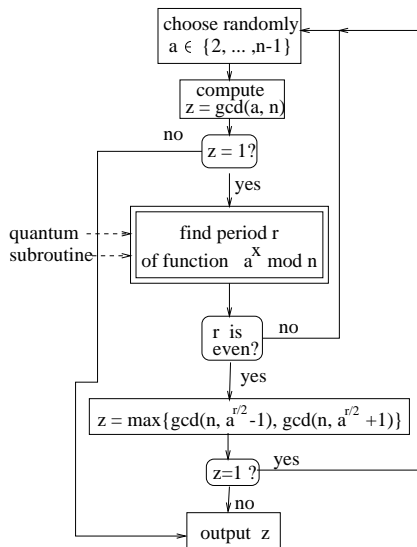 choose randomly
a ∈ {2, ... ,n-1}
compute
z = gcd(a, n)
no
z = 1?
yes
quantum
subroutine
find period r
of function a^x mod n
r is
even?
no
yes
z = max{gcd(n, a^r/2 -1), gcd(n, a^r/2 +1)}
z=1 ?
yes
no
output z